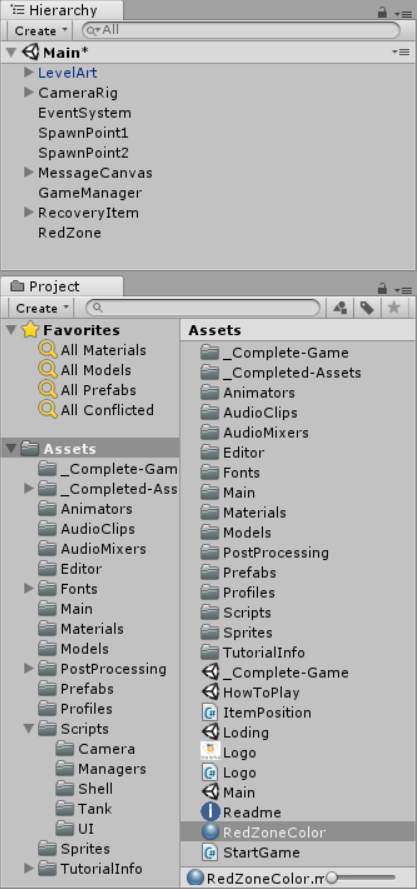 Hierarchy
Create
All
Main*
LevelArt
CameraRig
EventSystem
SpawnPoint1
SpawnPoint2
MessageCanvas
GameManager
RecoveryItem
RedZone
Project
Create
Favorites
All Materials
All Models
All Prefabs
All Conflicted
Assets
_Complete-Gam
_Completed-Ass
Animators
AudioClips
AudioMixers
Editor
Fonts
Main
Materials
Models
PostProcessing
Prefabs
Profiles
Scripts
Camera
Managers
Shell
Tank
UI
Sprites
TutorialInfo
Assets
_Complete-Game
_Completed-Assets
Animators
AudioClips
AudioMixers
Editor
Fonts
Main
Materials
Models
PostProcessing
Prefabs
Profiles
Scripts
Sprites
TutorialInfo
_Complete-Game
HowToPlay
ItemPosition
Loding
Logo
Logo
Main
Readme
RedZoneColor
StartGame
RedZoneColor.m